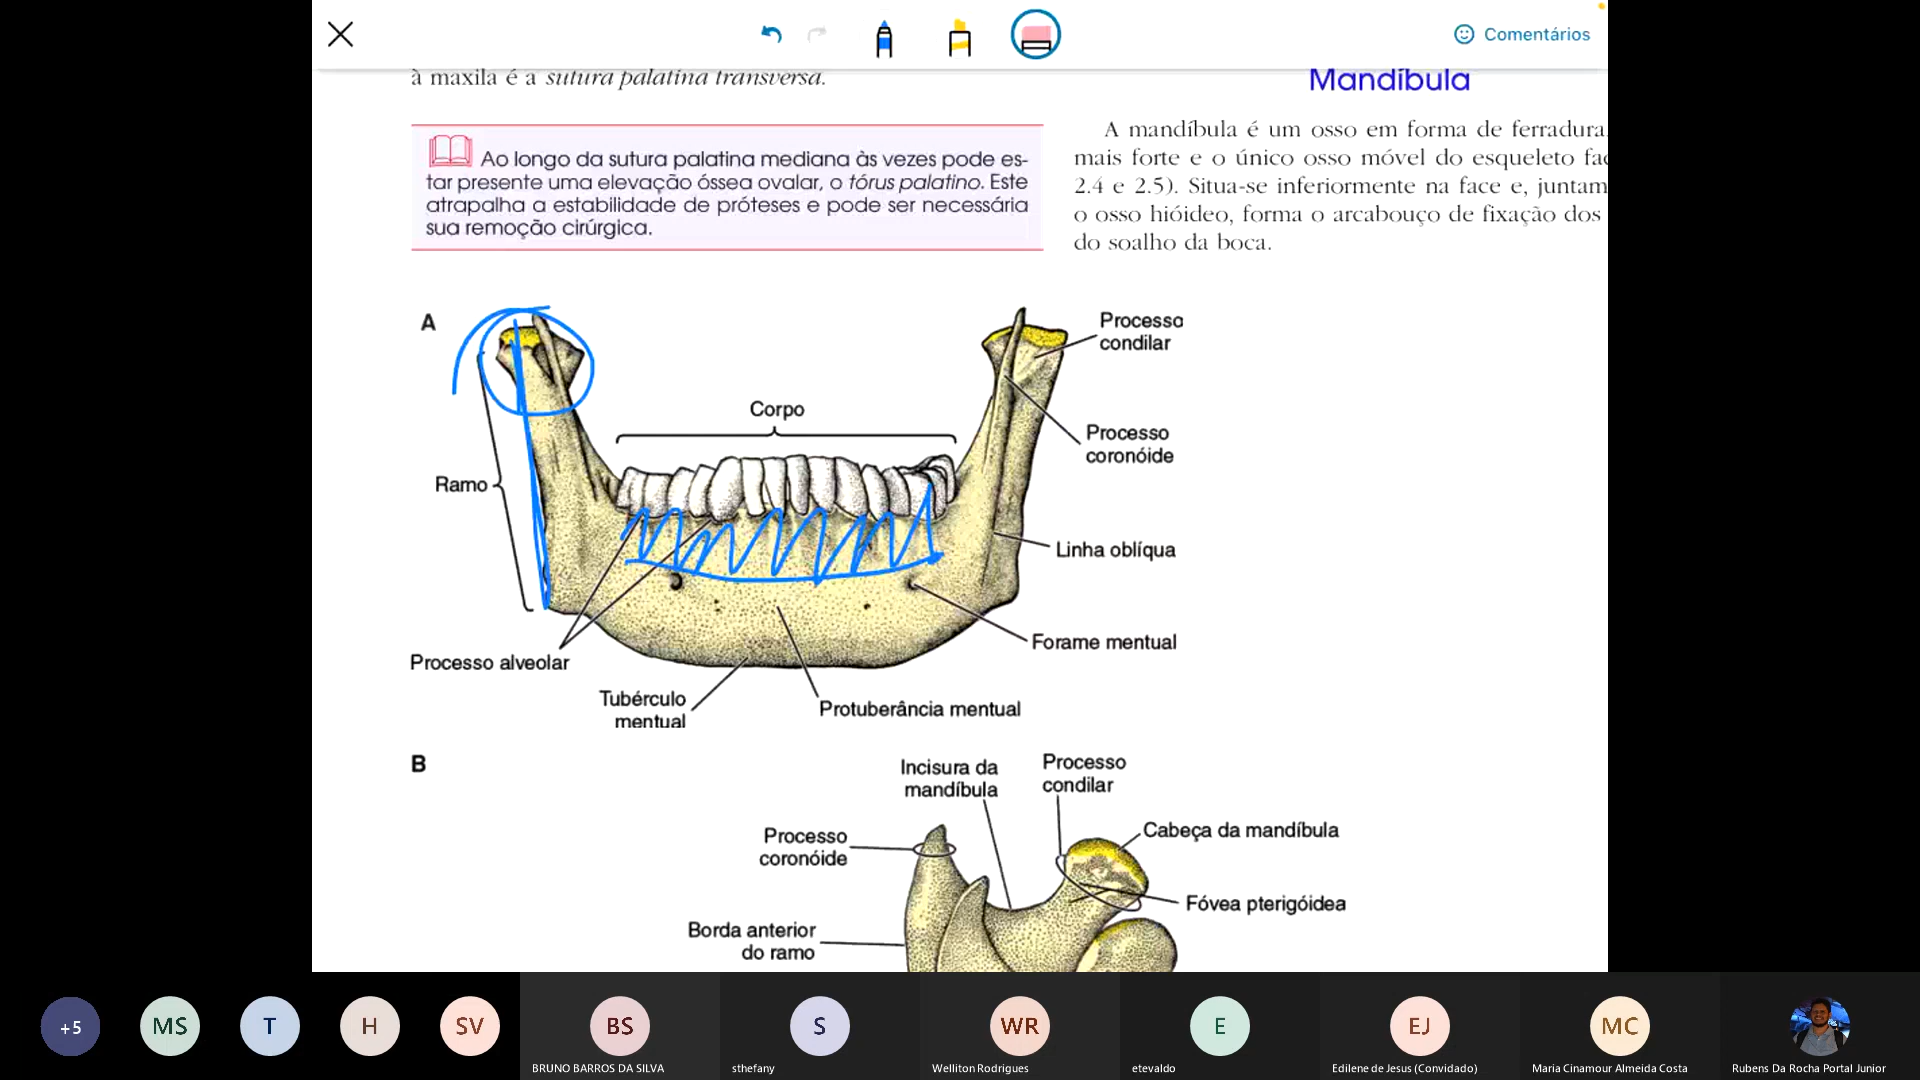 Comentários
à maxila é a sutura palatina transversa.
Ao longo da sutura palatina mediana às vezes pode es-
tar presente uma elevação óssea ovalar, o tórus palatino. Este
atrapalha a estabilidade de próteses e pode ser necessária
sua remoção cirúrgica.
Mandíbula
A mandíbula é um osso em forma de ferradura,
mais forte e o único osso móvel do esqueleto fac
2.4 e 2.5). Situa-se inferiormente na face e, juntam
o osso hióideo, forma o arcabouço de fixação dos
do soalho da boca.
A
Processo
condilar
Corpo
Processo
coronóide
Ramo
Linha oblíqua
Forame mentual
Processo alveolar
Tubérculo
mentual
Protuberância mentual
B
Incisura da
mandíbula
Processo
condilar
Processo
coronóide
Cabeça da mandíbula
Fóvea pterigóidea
Borda anterior
do ramo
+5
MS
T
H
SV
BS
S
WR
E
EJ
MC
BRUNO BARROS DA SILVA
sthefany
Welliton Rodrigues
etevaldo
Edilene de Jesus (Convidado)
Maria Cinamour Almeida Costa
Rubens Da Rocha Portal Junior